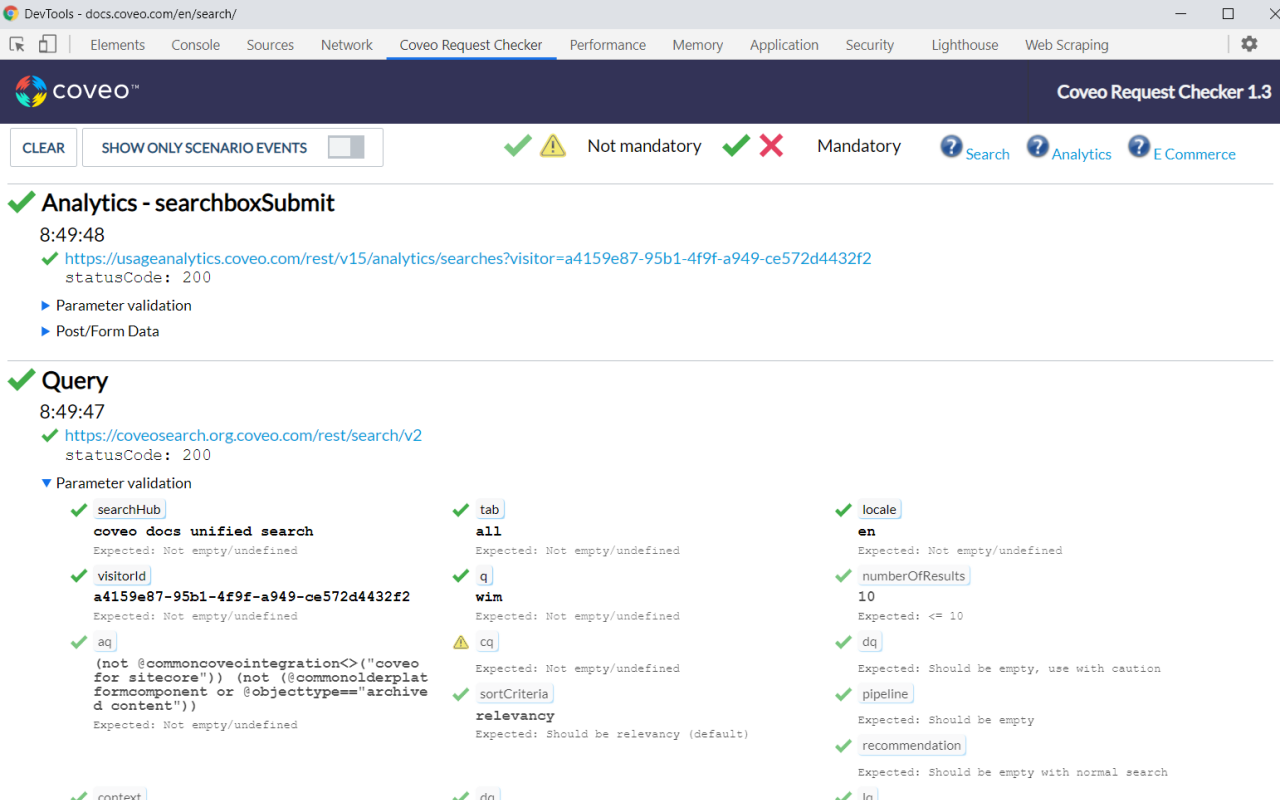 DevTools - docs.coveo.com/en/search/
Elements Console Sources Network Coveo Request Checker Performance Memory Application Security Lighthouse Web Scraping
coveo™ Coveo Request Checker 1.3
CLEAR SHOW ONLY SCENARIO EVENTS Not mandatory Mandatory Search Analytics E Commerce
Analytics - searchboxSubmit
8:49:48
https://usageanalytics.coveo.com/rest/v15/analytics/searches?visitor=a4159e87-95b1-4f9f-a949-ce572d4432f2
statusCode: 200
Parameter validation
Post/Form Data
Query
8:49:47
https://coveosearch.org.coveo.com/rest/search/v2
statusCode: 200
Parameter validation
searchHub
coveo docs unified search
Expected: Not empty/undefined
tab
all
Expected: Not empty/undefined
locale
en
Expected: Not empty/undefined
visitorId
a4159e87-95b1-4f9f-a949-ce572d4432f2
Expected: Not empty/undefined
q
wim
Expected: Not empty/undefined
numberOfResults
10
Expected: <= 10
aq
(not @commoncoveointegration<>("coveo
for sitecore")) (not (@commonolderplat
formcomponent or @objecttype=="archive
d content"))
Expected: Not empty/undefined
cq
Expected: Not empty/undefined
dq
Expected: Should be empty, use with caution
sortCriteria
relevancy
Expected: Should be relevancy (default)
pipeline
Expected: Should be empty
recommendation
Expected: Should be empty with normal search
context
dq
lq